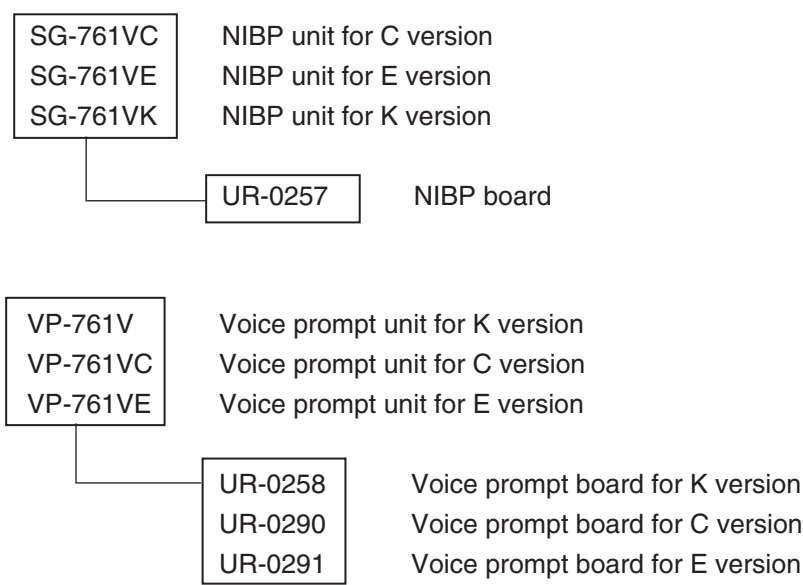 SG-761VC NIBP unit for C version
SG-761VE NIBP unit for E version
SG-761VK NIBP unit for K version
UR-0257 NIBP board
VP-761V Voice prompt unit for K version
VP-761VC Voice prompt unit for C version
VP-761VE Voice prompt unit for E version
UR-0258 Voice prompt board for K version
UR-0290 Voice prompt board for C version
UR-0291 Voice prompt board for E version